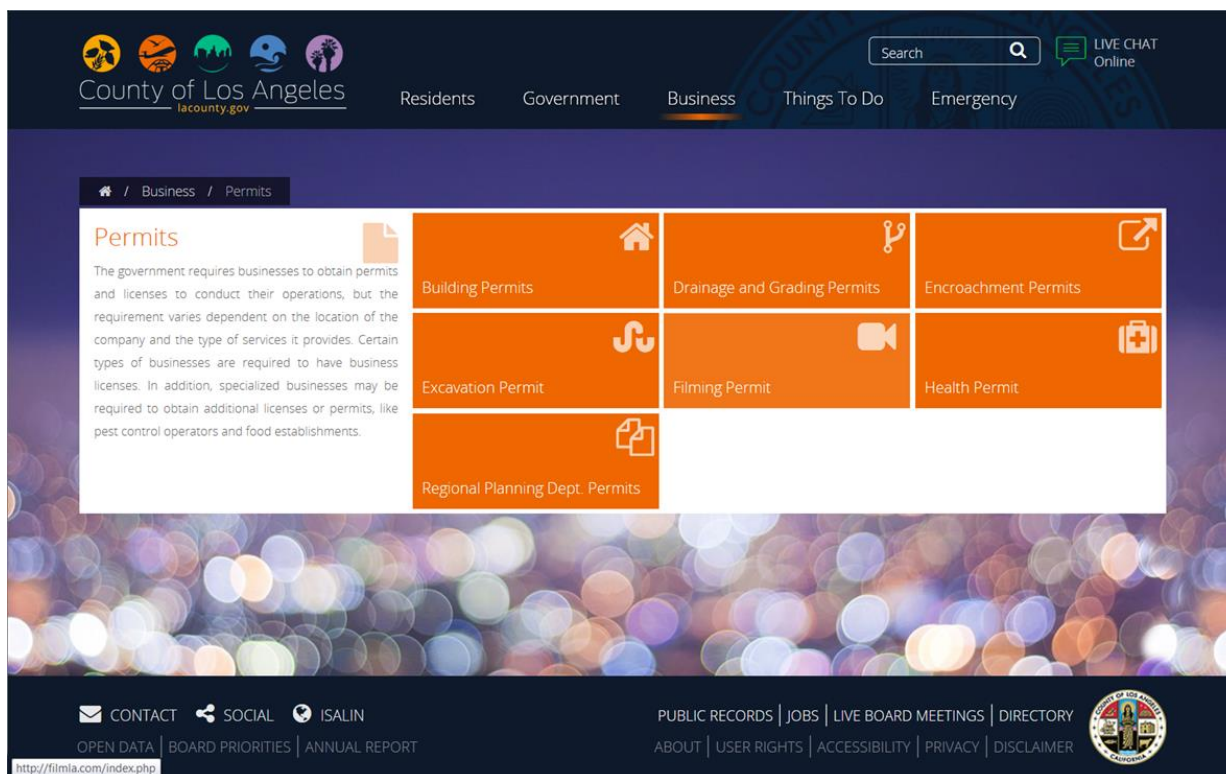 Search
LIVE CHAT
Online
County of Los Angeles
lacounty.gov
Residents Government Business Things To Do Emergency
/ Business / Permits
Permits
The government requires businesses to obtain permits
and licenses to conduct their operations, but the
requirement varies dependent on the location of the
company and the type of services it provides. Certain
types of businesses are required to have business
licenses. In addition, specialized businesses may be
required to obtain additional licenses or permits, like
pest control operators and food establishments.
Building Permits
Drainage and Grading Permits
Encroachment Permits
Excavation Permit
Filming Permit
Health Permit
Regional Planning Dept. Permits
CONTACT SOCIAL ISALIN
PUBLIC RECORDS | JOBS | LIVE BOARD MEETINGS | DIRECTORY
OPEN DATA | BOARD PRIORITIES | ANNUAL REPORT
ABOUT | USER RIGHTS | ACCESSIBILITY | PRIVACY | DISCLAIMER
COUNTY OF LOS ANGELES
CALIFORNIA
http://filmla.com/index.php